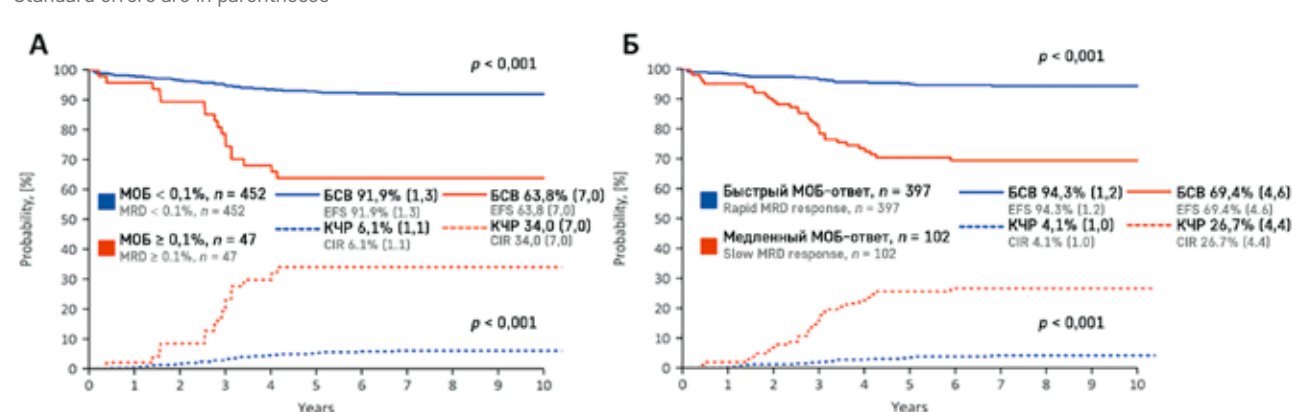 Standard errors are in parentheses
А
p < 0,001
100
90
80
70
60
50
40
30
20
10
0
Probability, [%]
МОБ < 0,1%, n = 452
MRD < 0.1%, n = 452
МОБ ≥ 0,1%, n = 47
MRD ≥ 0.1%, n = 47
БСВ 91,9% (1,3)
EFS 91.9% (1.3)
КЧР 6,1% (1,1)
CIR 6.1% (1.1)
БСВ 63,8% (7,0)
EFS 63,8 (7,0)
КЧР 34,0 (7,0)
CIR 34,0 (7,0)
p < 0,001
0 1 2 3 4 5 6 7 8 9 10
Years
Б
p < 0,001
100
90
80
70
60
50
40
30
20
10
0
Probability, [%]
Быстрый МОБ-ответ, n = 397
Rapid MRD response, n = 397
Медленный МОБ-ответ, n = 102
Slow MRD response, n = 102
БСВ 94,3% (1,2)
EFS 94.3% (1.2)
КЧР 4,1% (1,0)
CIR 4.1% (1.0)
БСВ 69,4% (4,6)
EFS 69.4% (4.6)
КЧР 26,7% (4,4)
CIR 26.7% (4.4)
p < 0,001
0 1 2 3 4 5 6 7 8 9 10
Years